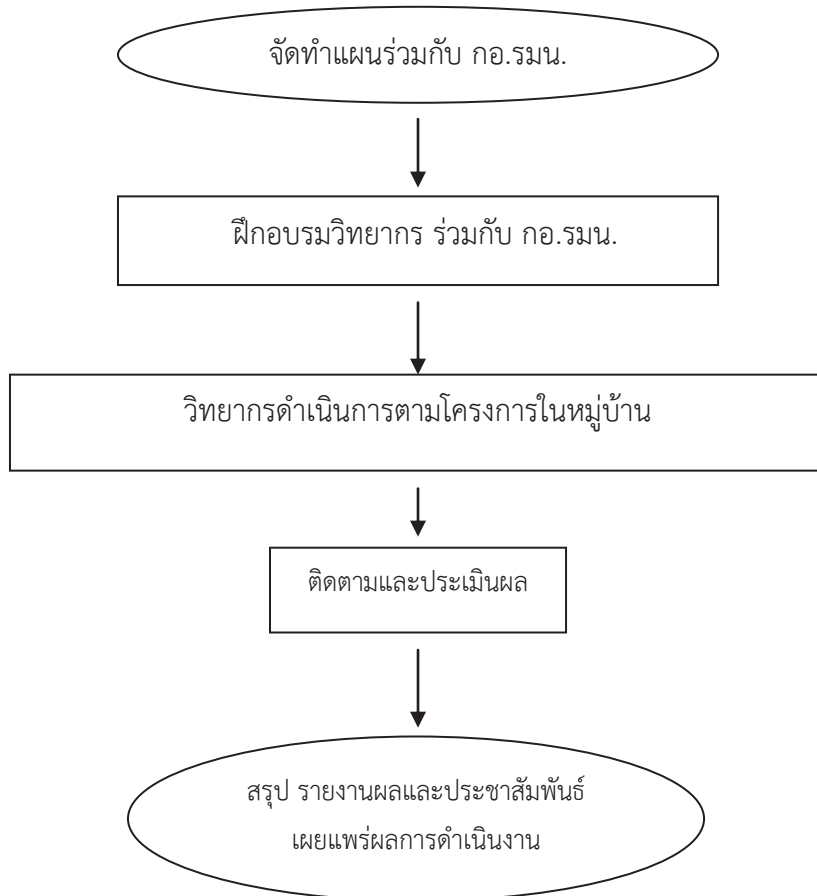 จัดทำแผนร่วมกับ กอ.รมน.
ฝึกอบรมวิทยากร ร่วมกับ กอ.รมน.
วิทยากรดำเนินการตามโครงการในหมู่บ้าน
ติดตามและประเมินผล
สรุป รายงานผลและประชาสัมพันธ์
เผยแพร่ผลการดำเนินงาน